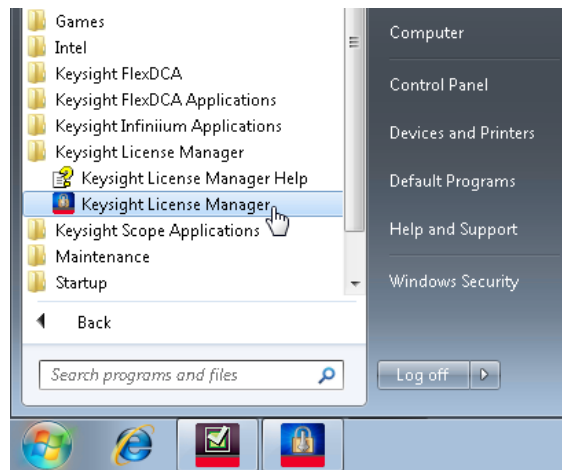 Games
Intel
Keysight FlexDCA
Keysight FlexDCA Applications
Keysight Infiniium Applications
Keysight License Manager
Keysight License Manager Help
Keysight License Manager
Keysight Scope Applications
Maintenance
Startup
Back
Search programs and files
Computer
Control Panel
Devices and Printers
Default Programs
Help and Support
Windows Security
Log off